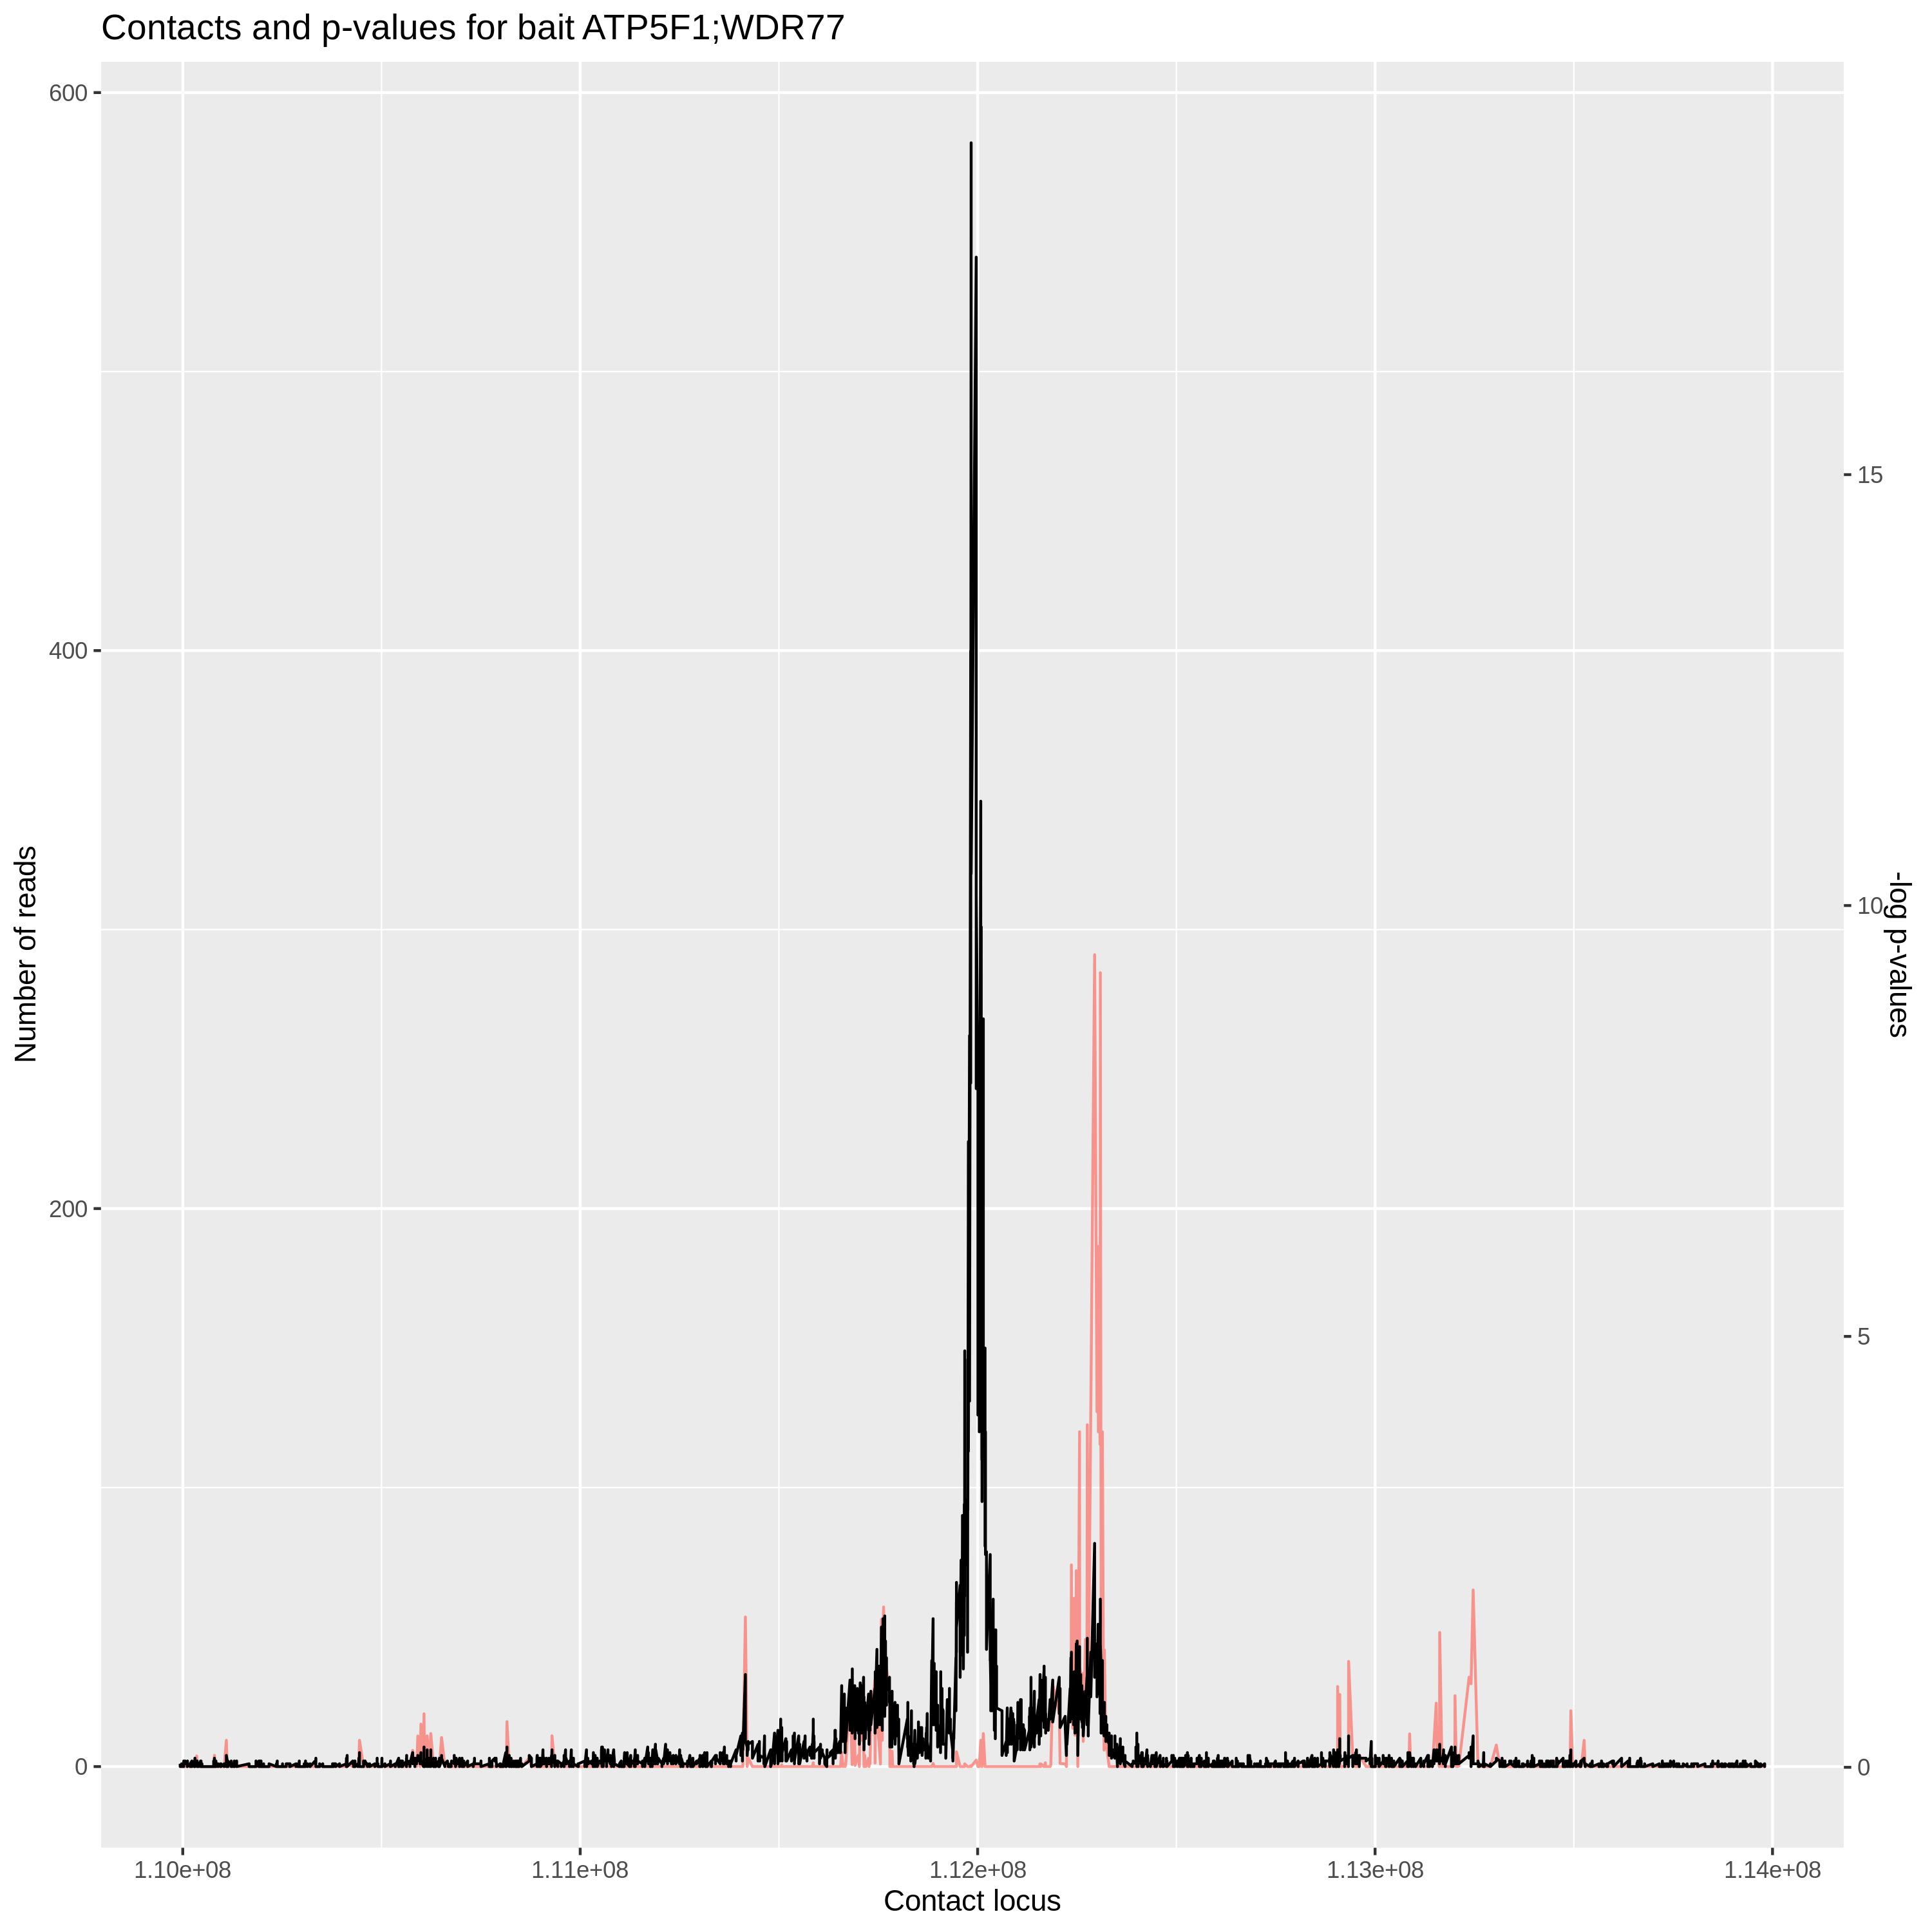 Contacts and p-values for bait ATP5F1;WDR77
600
400
200
0
Number of reads
15
10
5
0
-log p-values
1.10e+08
1.11e+08
1.12e+08
1.13e+08
1.14e+08
Contact locus